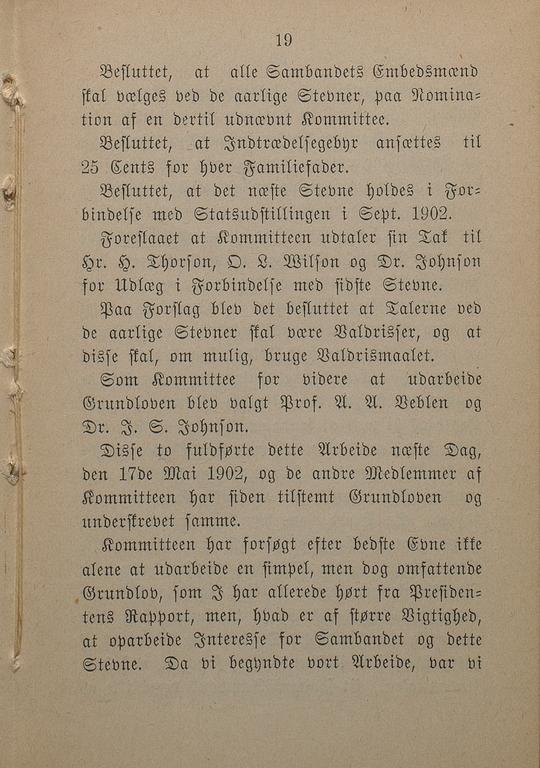 19
Besluttet, at alle Sambandets Embedsmænd
skal vælges ved de aarlige Stevner, paa Nomina=
tion af en dertil udnævnt Kommittee.
Besluttet, at Indtrædelsegebyr ansættes til
25 Cents for hver Familiefader.
Besluttet, at det næste Stevne holdes i For=
bindelse med Statsudstillingen i Sept. 1902.
Foreslaaet at Kommitteen udtaler sin Tak til
Hr. H. Thorson, O. L. Wilson og Dr. Johnson
for Udlæg i Forbindelse med sidste Stevne.
Paa Forslag blev det besluttet at Talerne ved
de aarlige Stevner skal være Valdrisser, og at
disse skal, om mulig, bruge Valdrismaalet.
Som Kommittee for videre at udarbeide
Grundloven blev valgt Prof. A. A. Veblen og
Dr. J. S. Johnson.
Disse to fuldførte dette Arbeide næste Dag,
den 17de Mai 1902, og de andre Medlemmer af
Kommitteen har siden tilstemt Grundloven og
underskrevet samme.
Kommitteen har forsøgt efter bedste Evne ikke
alene at udarbeide en simpel, men dog omfattende
Grundlov, som I har allerede hørt fra Presiden=
tens Rapport, men, hvad er af større Vigtighed,
at oparbeide Interesse for Sambandet og dette
Stevne. Da vi begyndte vort Arbeide, var vi